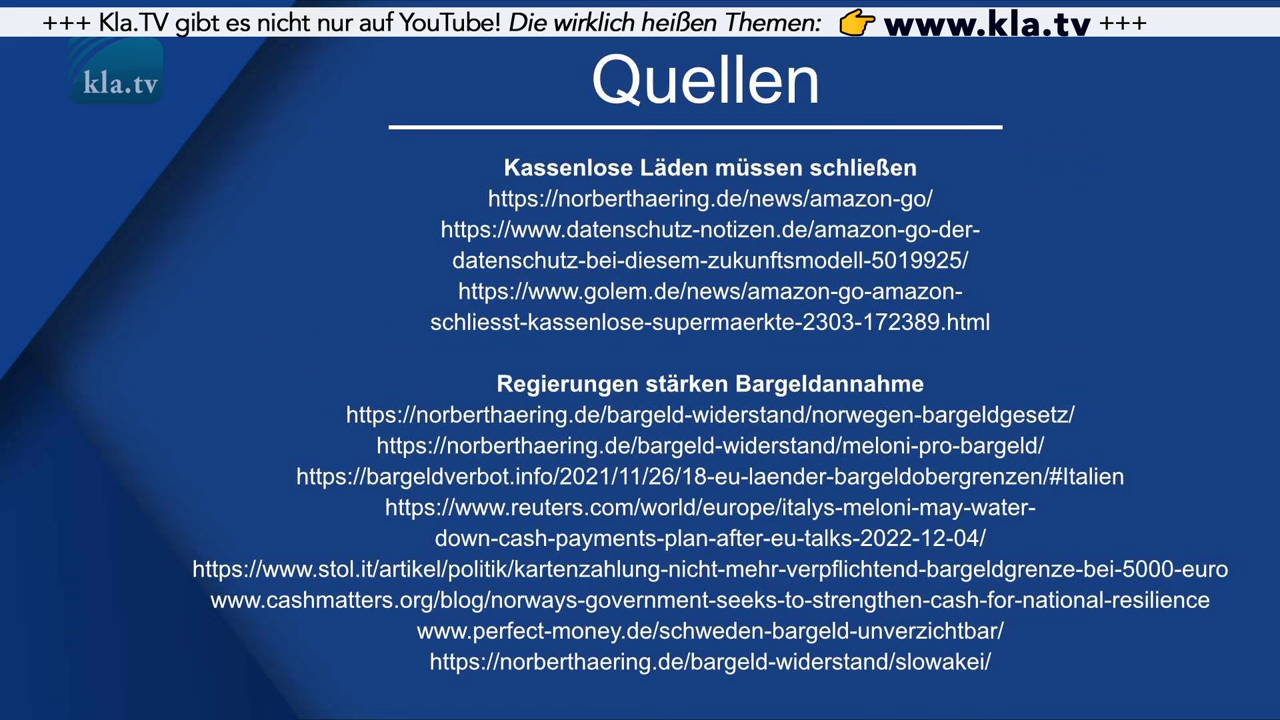 +++ Kla.TV gibt es nicht nur auf YouTube! Die wirklich heißen Themen: 👉 www.kla.tv +++
kla.tv
Quellen
Kassenlose Läden müssen schließen
https://norberthaering.de/news/amazon-go/
https://www.datenschutz-notizen.de/amazon-go-der-
datenschutz-bei-diesem-zukunftsmodell-5019925/
https://www.golem.de/news/amazon-go-amazon-
schliesst-kassenlose-supermaerkte-2303-172389.html
Regierungen stärken Bargeldannahme
https://norberthaering.de/bargeld-widerstand/norwegen-bargeldgesetz/
https://norberthaering.de/bargeld-widerstand/meloni-pro-bargeld/
https://bargeldverbot.info/2021/11/26/18-eu-laender-bargeldobergrenzen/#Italien
https://www.reuters.com/world/europe/italys-meloni-may-water-
down-cash-payments-plan-after-eu-talks-2022-12-04/
https://www.stol.it/artikel/politik/kartenzahlung-nicht-mehr-verpflichtend-bargeldgrenze-bei-5000-euro
www.cashmatters.org/blog/norways-government-seeks-to-strengthen-cash-for-national-resilience
www.perfect-money.de/schweden-bargeld-unverzichtbar/
https://norberthaering.de/bargeld-widerstand/slowakei/